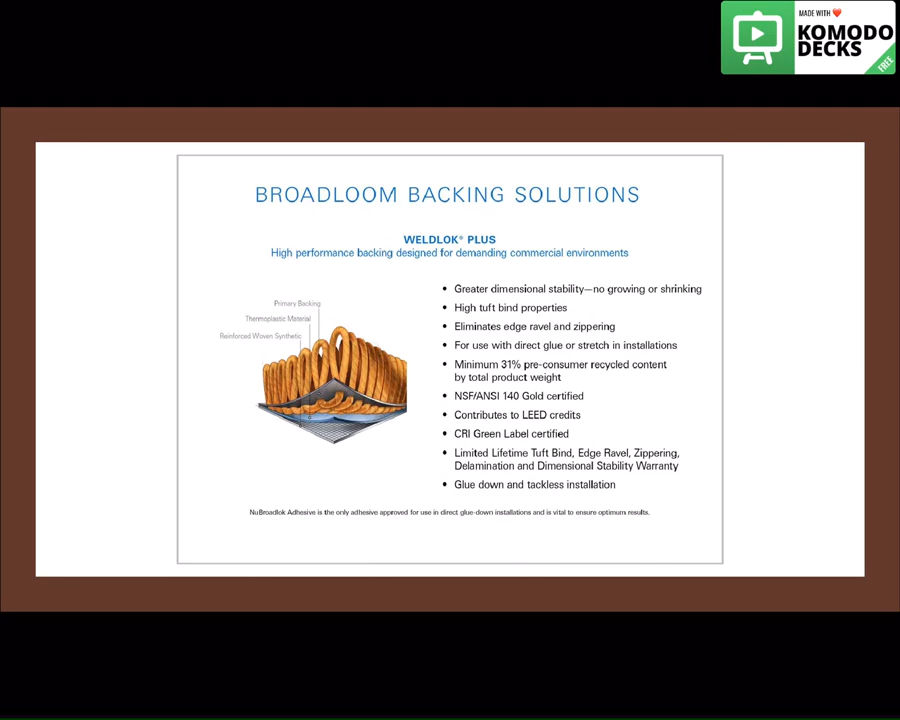 MADE WITH ❤️
KOMODO
DECKS
FREE
BROADLOOM BACKING SOLUTIONS
WELDLOK® PLUS
High performance backing designed for demanding commercial environments
Primary Backing
Thermoplastic Material
Reinforced Woven Synthetic
• Greater dimensional stability—no growing or shrinking
• High tuft bind properties
• Eliminates edge ravel and zippering
• For use with direct glue or stretch in installations
• Minimum 31% pre-consumer recycled content
by total product weight
• NSF/ANSI 140 Gold certified
• Contributes to LEED credits
• CRI Green Label certified
• Limited Lifetime Tuft Bind, Edge Ravel, Zippering,
Delamination and Dimensional Stability Warranty
• Glue down and tackless installation
NuBroadlok Adhesive is the only adhesive approved for use in direct glue-down installations and is vital to ensure optimum results.